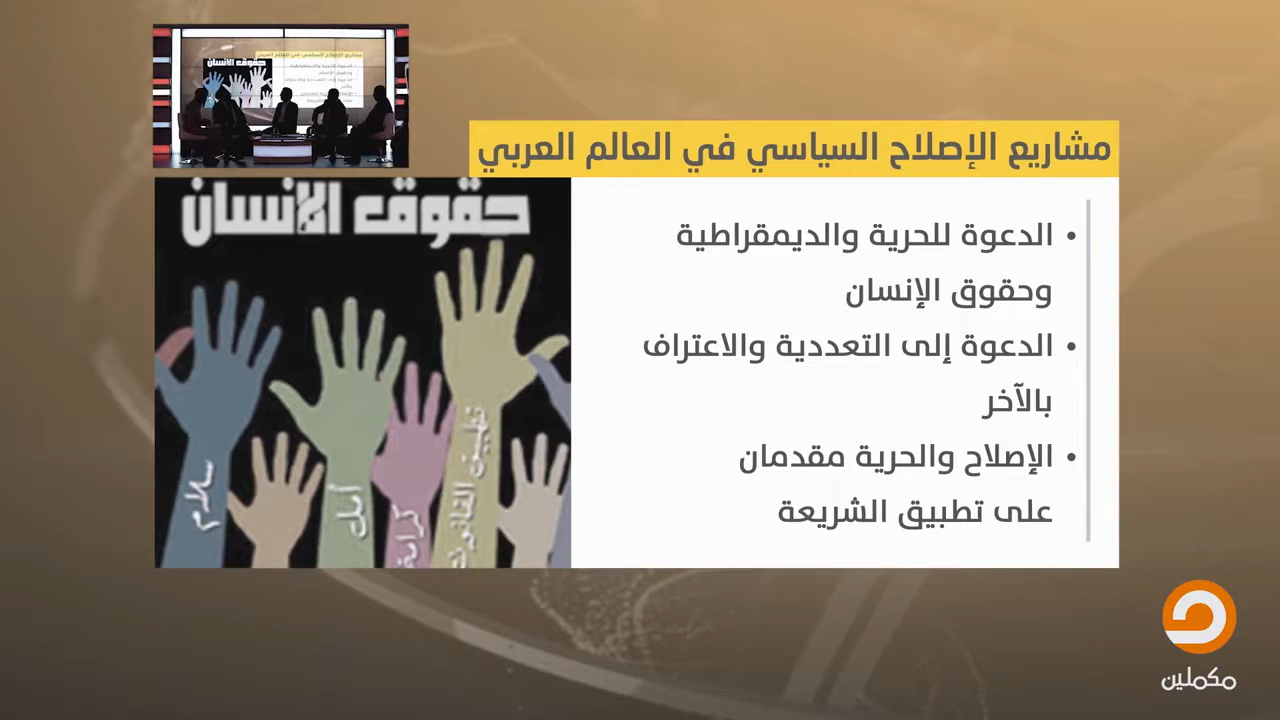 مشاريع الإصلاح السياسي في العالم العربي
• الدعوة للحرية والديمقراطية
وحقوق الإنسان
• الدعوة إلى التعددية والاعتراف
بالآخر
• الإصلاح والحرية مقدمان
على تطبيق الشريعة
حقوق الانسان
سلام
أمل
كرامة
تطبيق القانون
مكملين